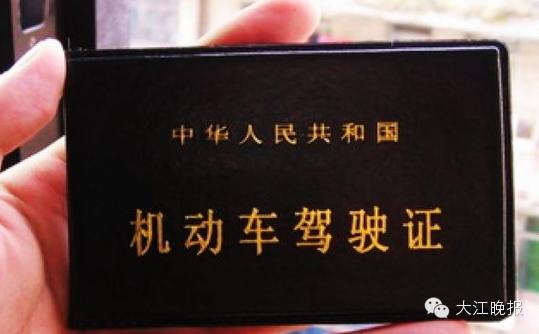 中华人民共和国
机动车驾驶证
大江晚报